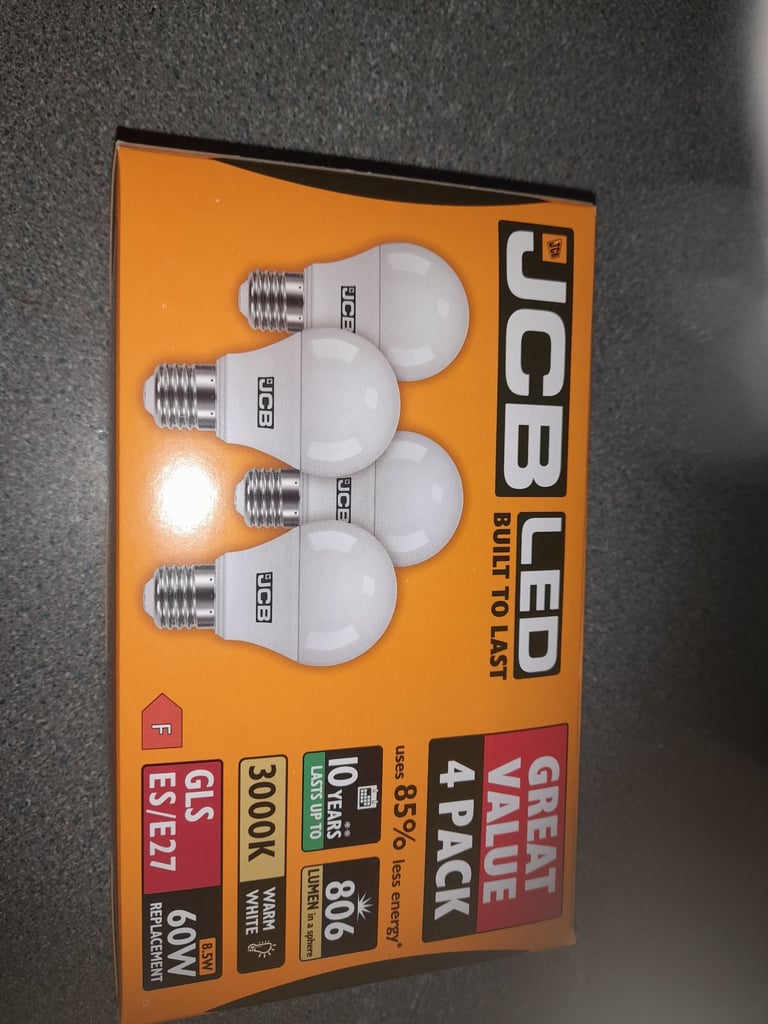 JCB
JCB LED
BUILT TO LAST
JCB
JCB
JCB
JCB
GREAT
VALUE
4 PACK
uses 85% less energy*
10 YEARS**
LASTS UP TO
806
LUMEN in a sphere
3000K
WARM
WHITE
F
GLS
ES/E27
8.5W
60W
REPLACEMENT